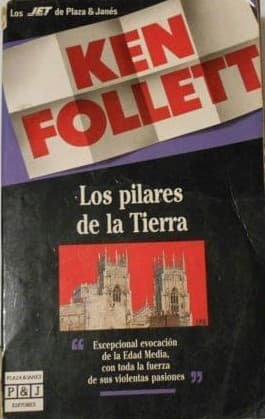 Los JET de Plaza & Janés
KEN
FOLLETT
Los pilares
de la Tierra
“ Excepcional evocación
de la Edad Media,
con toda la fuerza
de sus violentas pasiones ”
PLAZA & JANES
P&J
EDITORES